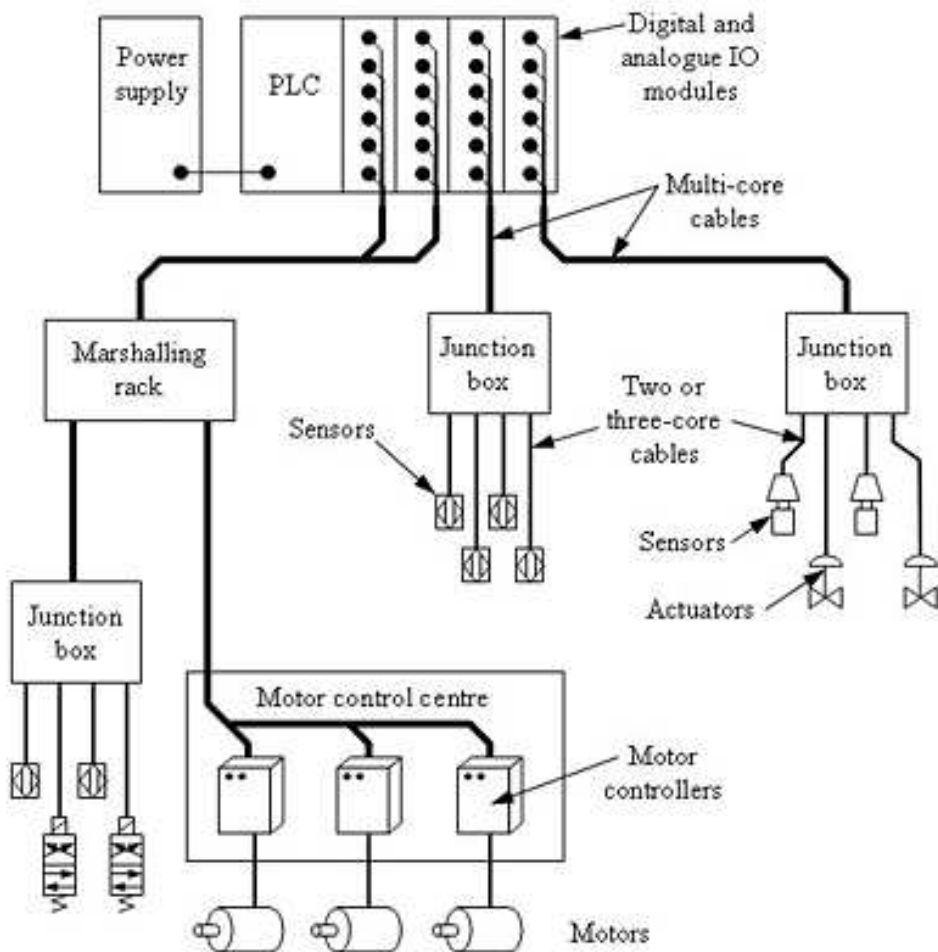 Power
supply
PLC
Digital and
analogue IO
modules
Multi-core
cables
Marshalling
rack
Junction
box
Junction
box
Sensors
Two or
three-core
cables
Sensors
Actuators
Junction
box
Motor control centre
Motor
controllers
Motors